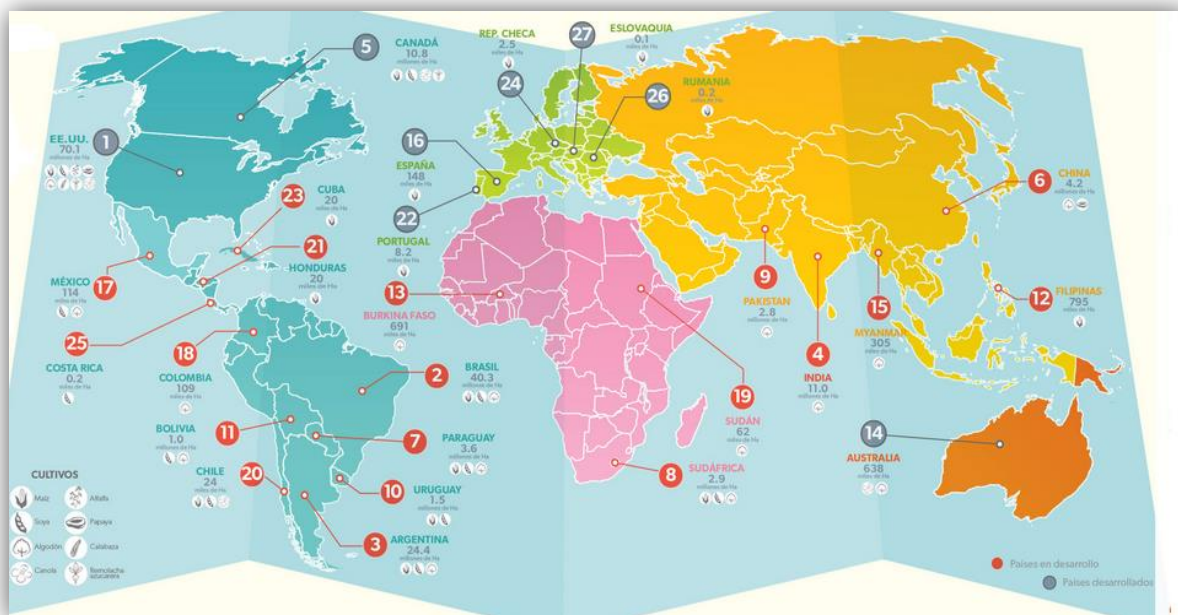 5
CANADÁ
10.8
millones de Ha
EE.UU.
70.1
millones de Ha
1
CUBA
20
miles de Ha
23
21
HONDURAS
20
miles de Ha
MÉXICO
114
miles de Ha
17
25
COSTA RICA
0.2
miles de Ha
18
COLOMBIA
109
miles de Ha
2
BRASIL
40.3
millones de Ha
BOLIVIA
1.0
millones de Ha
11
7
PARAGUAY
3.6
millones de Ha
CHILE
24
miles de Ha
20
10
URUGUAY
1.5
millones de Ha
3
ARGENTINA
24.4
millones de Ha
REP. CHECA
2.5
miles de Ha
24
27
ESLOVAQUIA
0.1
miles de Ha
26
RUMANIA
0.2
miles de Ha
16
ESPAÑA
148
miles de Ha
22
PORTUGAL
8.2
miles de Ha
13
BURKINA FASO
691
miles de Ha
19
SUDÁN
62
miles de Ha
8
SUDÁFRICA
2.9
millones de Ha
6
CHINA
4.2
millones de Ha
9
PAKISTAN
2.8
millones de Ha
4
INDIA
11.0
millones de Ha
15
MYANMAR
305
miles de Ha
12
FILIPINAS
795
miles de Ha
14
AUSTRALIA
638
miles de Ha
CULTIVOS
Maíz
Alfalfa
Soya
Papaya
Algodón
Calabaza
Canola
Remolacha
azucarera
Países en desarrollo
Países desarrollados